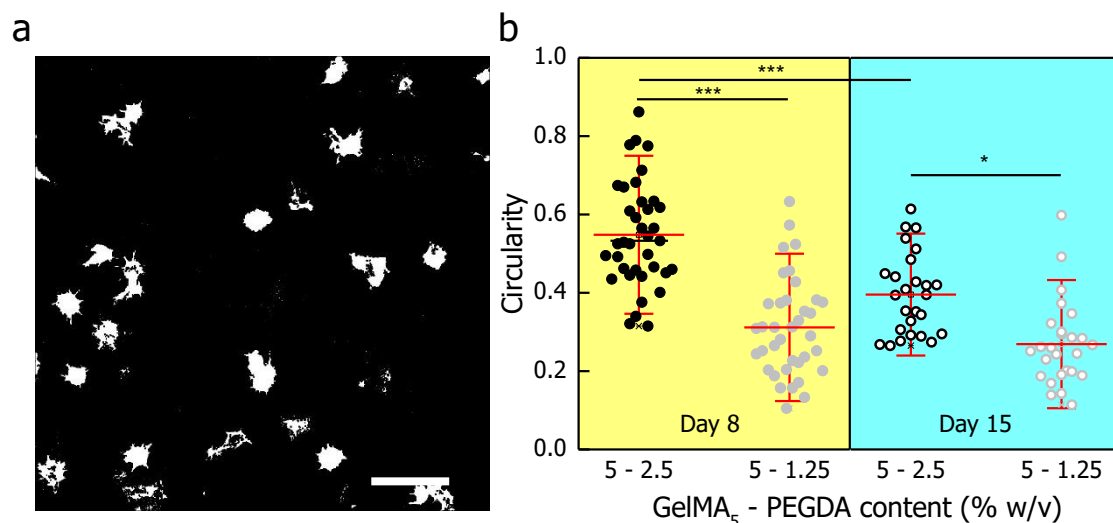 a
b
1.0
0.8
0.6
0.4
0.2
0.0
Circularity
***
***
*
Day 8
Day 15
5 - 2.5
5 - 1.25
5 - 2.5
5 - 1.25
GelMA₅ - PEGDA content (% w/v)